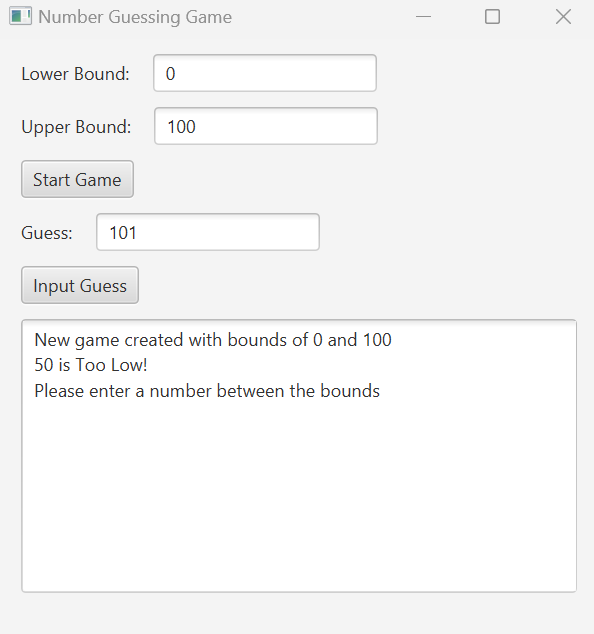 Number Guessing Game
Lower Bound: 0
Upper Bound: 100
Start Game
Guess: 101
Input Guess
New game created with bounds of 0 and 100
50 is Too Low!
Please enter a number between the bounds